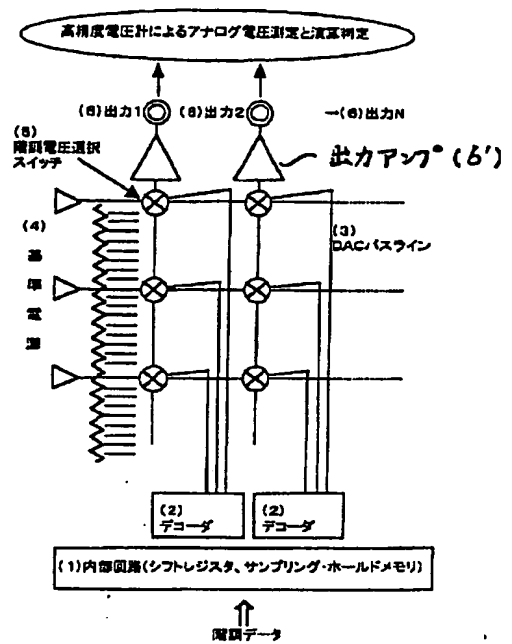 高精度電圧計によるアナログ電圧測定と演算判定
(6)出力1
(6)出力2
→(6)出力N
(5)
階調電圧選択
スイッチ
出力アンプ(6')
(4)
基
準
電
源
(3)
DACバスライン
(2)
デコーダ
(2)
デコーダ
(1)内部回路(シフトレジスタ、サンプリング・ホールドメモリ)
階調データ